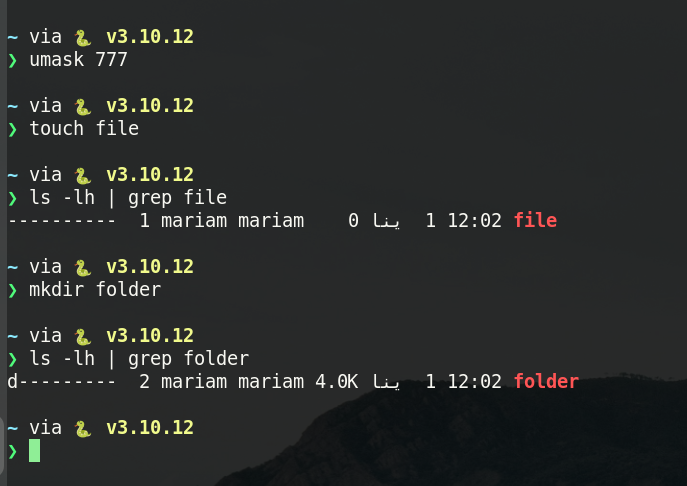 ~ via 🐍 v3.10.12
❯ umask 777
~ via 🐍 v3.10.12
❯ touch file
~ via 🐍 v3.10.12
❯ ls -lh | grep file
---------- 1 mariam mariam 0 ينا 1 12:02 file
~ via 🐍 v3.10.12
❯ mkdir folder
~ via 🐍 v3.10.12
❯ ls -lh | grep folder
d--------- 2 mariam mariam 4.0K ينا 1 12:02 folder
~ via 🐍 v3.10.12
❯